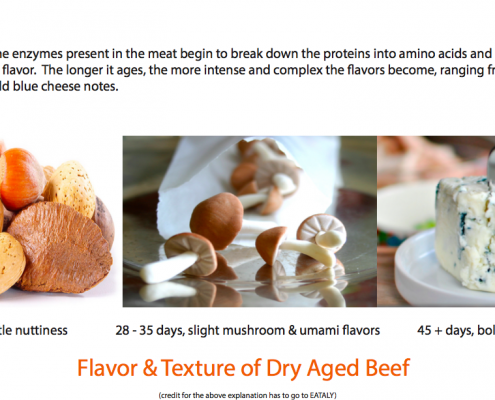 ne enzymes present in the meat begin to break down the proteins into amino acids and
flavor. The longer it ages, the more intense and complex the flavors become, ranging fr
ld blue cheese notes.
tle nuttiness
28 - 35 days, slight mushroom & umami flavors
45 + days, bol
Flavor & Texture of Dry Aged Beef
(credit for the above explanation has to go to EATALY)